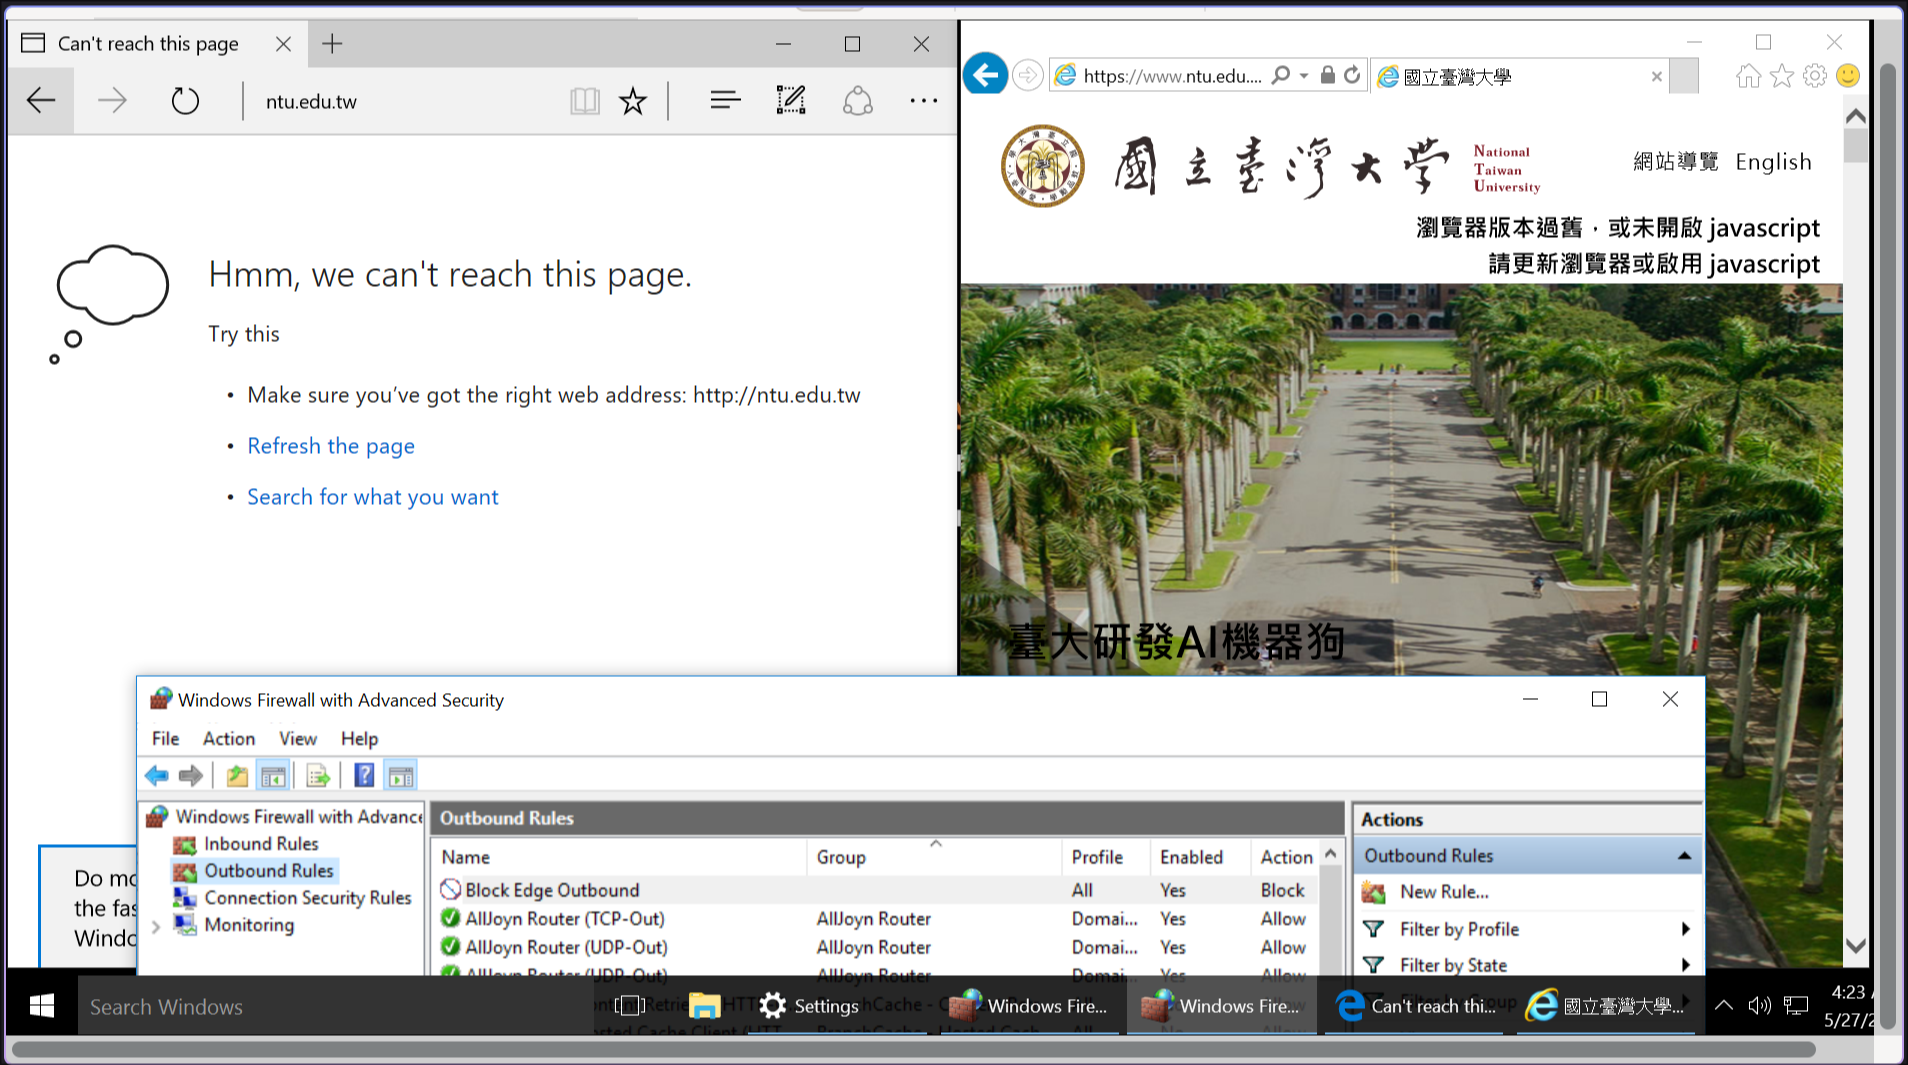 Can't reach this page
ntu.edu.tw
Hmm, we can't reach this page.
Try this
• Make sure you've got the right web address: http://ntu.edu.tw
• Refresh the page
• Search for what you want
Do mo
the fas
Windo
https://www.ntu.edu....
國立臺灣大學
國立臺灣大學
National
Taiwan
University
網站導覽 English
瀏覽器版本過舊，或未開啟 javascript
請更新瀏覽器或啟用 javascript
臺大研發AI機器狗
Windows Firewall with Advanced Security
File Action View Help
Windows Firewall with Advance
Inbound Rules
Outbound Rules
Connection Security Rules
Monitoring
Outbound Rules
Name Group Profile Enabled Action
Block Edge Outbound All Yes Block
AllJoyn Router (TCP-Out) AllJoyn Router Domai... Yes Allow
AllJoyn Router (UDP-Out) AllJoyn Router Domai... Yes Allow
AllJoyn Router (UDP-Out) AllJoyn Router Domai... Yes Allow
Actions
Outbound Rules
New Rule...
Filter by Profile
Filter by State
Search Windows
Settings
Windows Fire...
Windows Fire...
Can't reach thi...
國立臺灣大學...
4:23
5/27/2